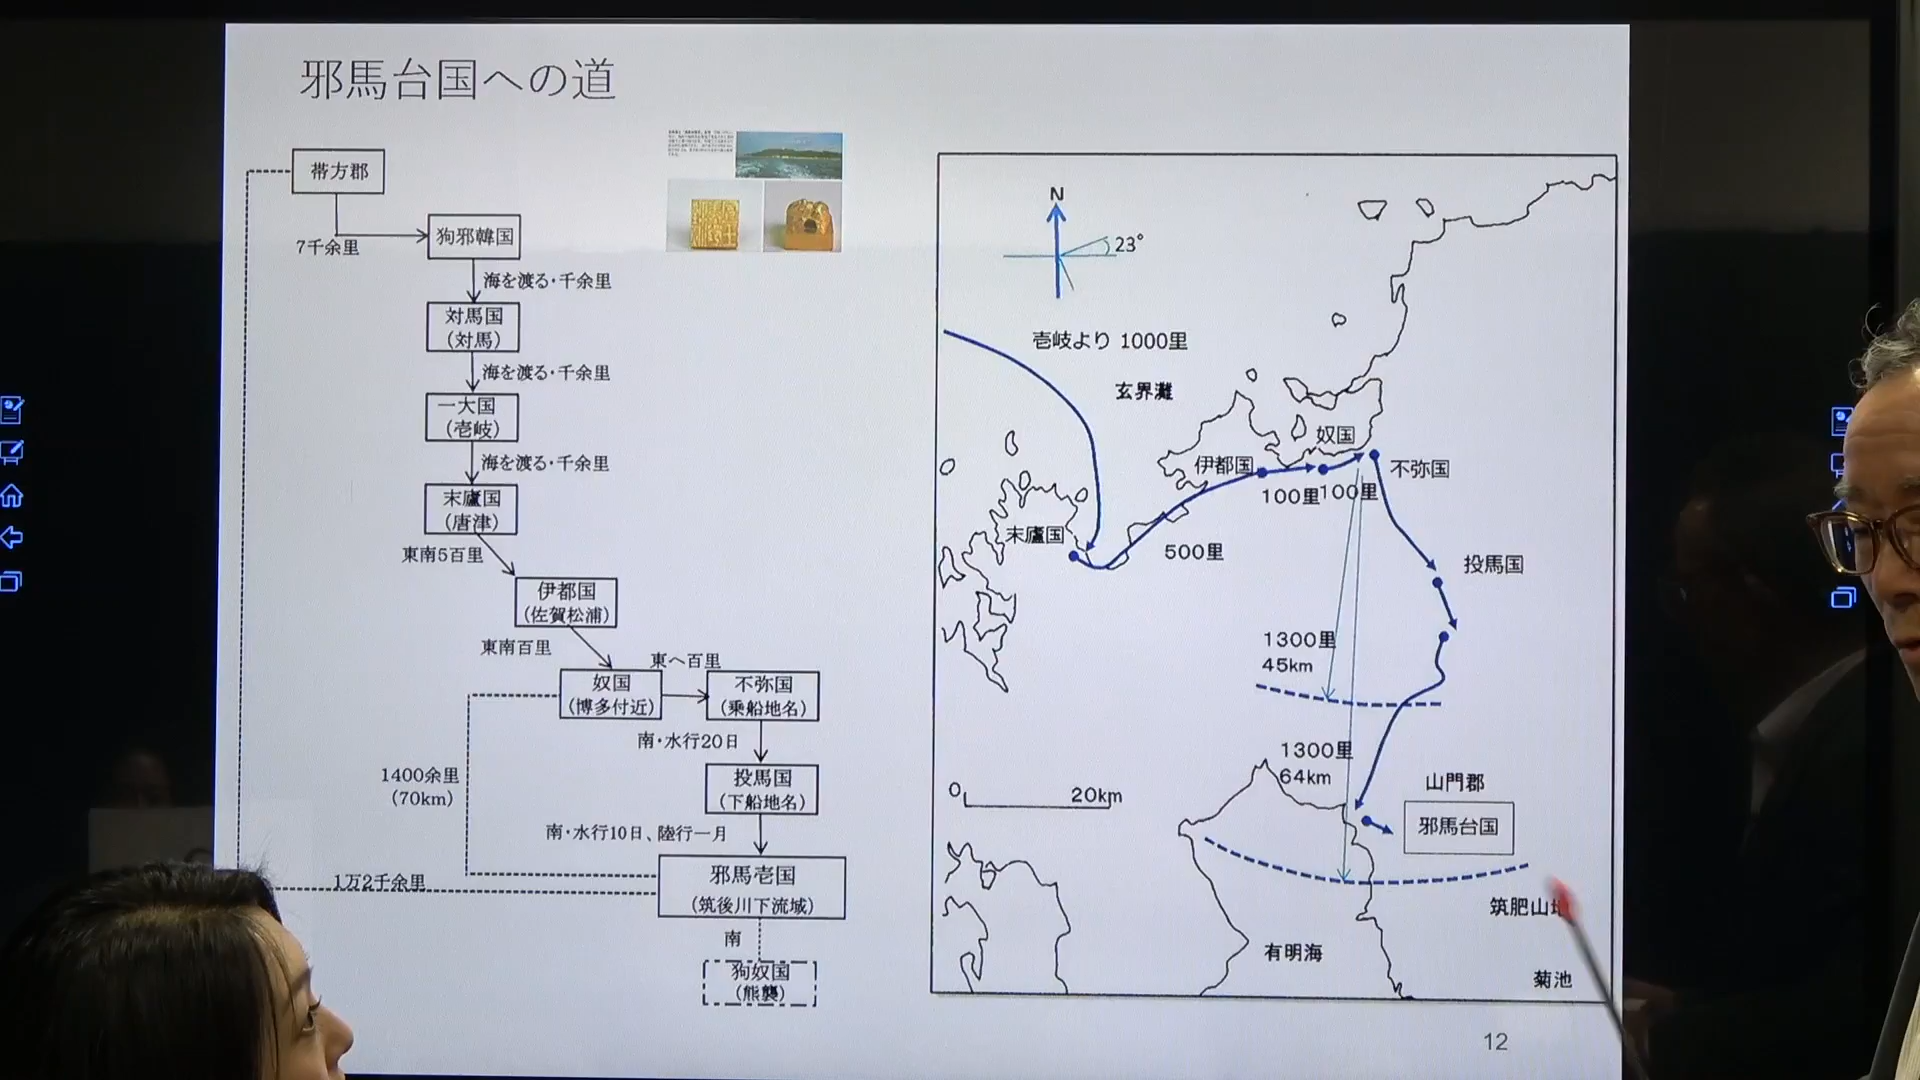 邪馬台国への道
帯方郡
7千余里
狗邪韓国
海を渡る・千余里
対馬国
(対馬)
海を渡る・千余里
一大国
(壱岐)
海を渡る・千余里
末廬国
(唐津)
東南5百里
伊都国
(佐賀松浦)
東南百里
奴国
(博多付近)
東へ百里
不弥国
(乗船地名)
南・水行20日
投馬国
(下船地名)
1400余里
(70km)
南・水行10日、陸行一月
邪馬壱国
(筑後川下流域)
1万2千余里
南
狗奴国
(熊襲)
N
23°
壱岐より 1000里
玄界灘
奴国
伊都国
不弥国
100里
100里
末廬国
500里
投馬国
1300里
45km
1300里
64km
0
20km
山門郡
邪馬台国
筑肥山地
有明海
菊池
12